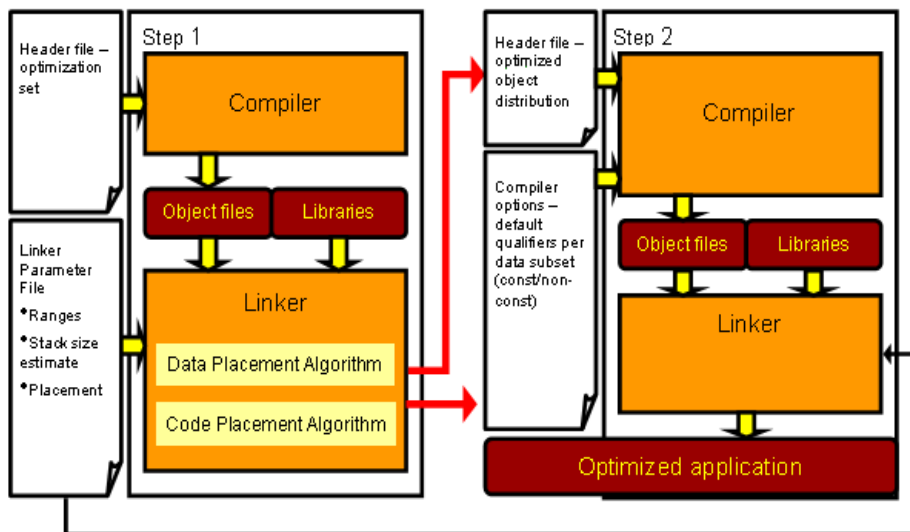 Header file –
optimization
set
Step 1
Compiler
Object files
Libraries
Linker
Parameter
File
•Ranges
•Stack size
estimate
•Placement
Linker
Data Placement Algorithm
Code Placement Algorithm
Header file –
optimized
object
distribution
Compiler
options –
default
qualifiers per
data subset
(const/non-
const)
Step 2
Compiler
Object files
Libraries
Linker
Optimized application